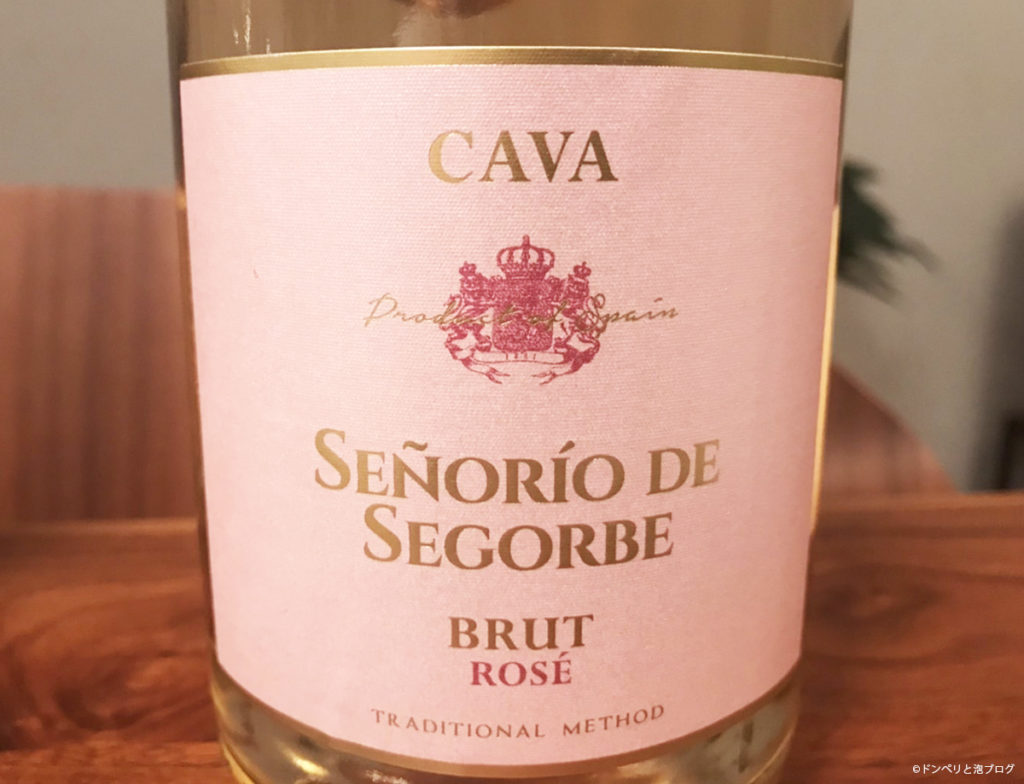 CAVA
Product of Spain
SEÑORÍO DE
SEGORBE
BRUT
ROSÉ
TRADITIONAL METHOD
©ドンペリと泡ブログ